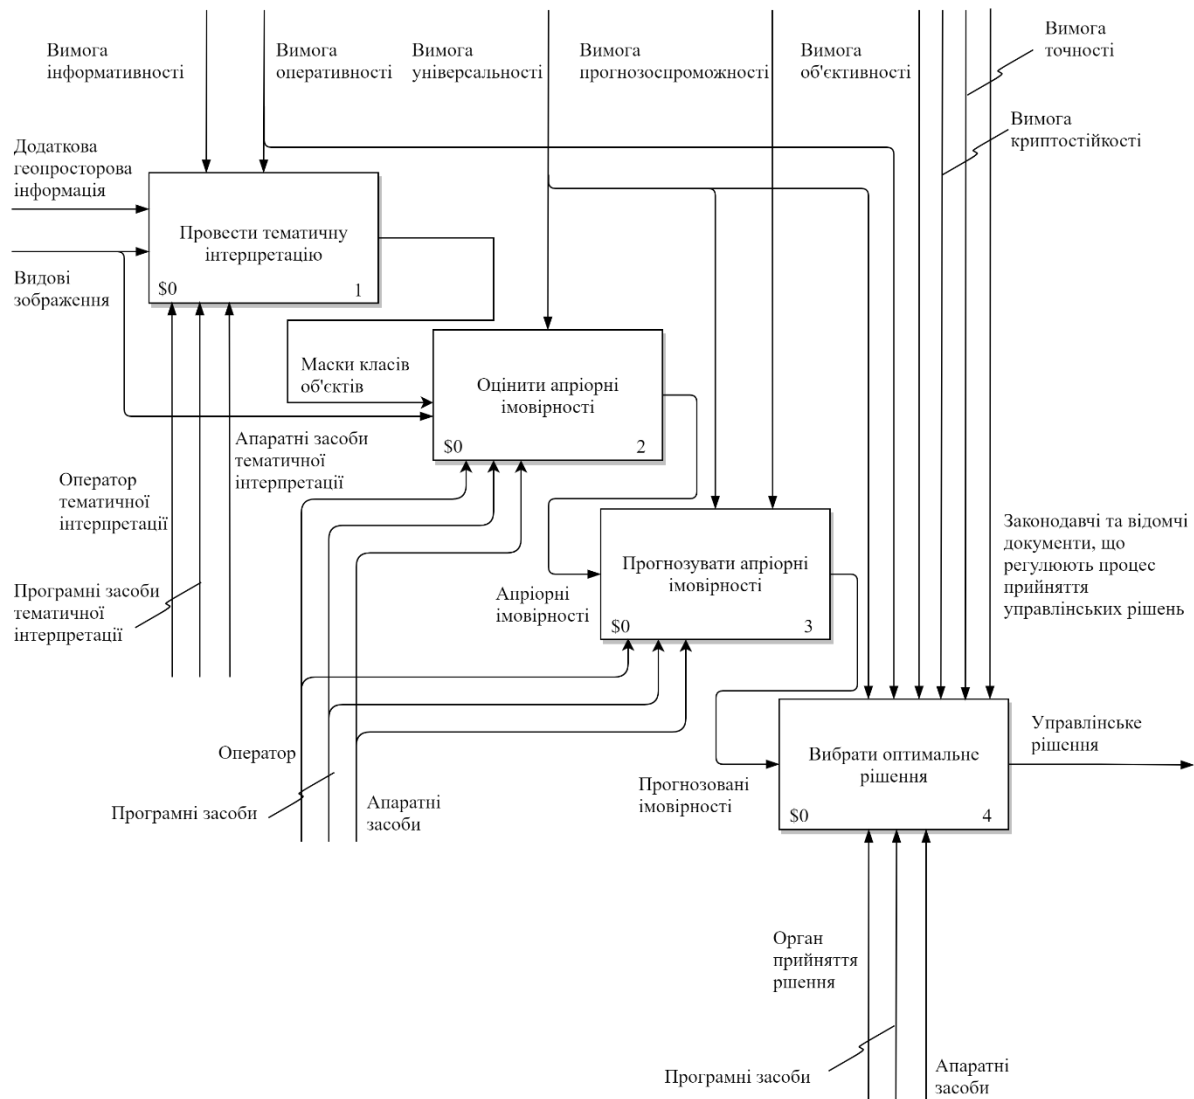 Вимога
інформативності
Вимога
оперативності
Вимога
універсальності
Вимога
прогнозоспроможності
Вимога
об'єктивності
Вимога
точності
Вимога
криптостійкості
Додаткова
геопросторова
інформація
Провести тематичну
інтерпретацію
$0
1
Видові
зображення
Маски класів
об'єктів
Оцінити апріорні
імовірності
$0
2
Апаратні засоби
тематичної
інтерпретації
Оператор
тематичної
інтерпретації
Програмні засоби
тематичної
інтерпретації
Апріорні
імовірності
Прогнозувати апріорні
імовірності
$0
3
Законодавчі та відомчі
документи, що
регулюють процес
прийняття
управлінських рішень
Оператор
Програмні засоби
Апаратні
засоби
Прогнозовані
імовірності
Вибрати оптимальне
рішення
$0
4
Управлінське
рішення
Орган
прийняття
ршення
Програмні засоби
Апаратні
засоби